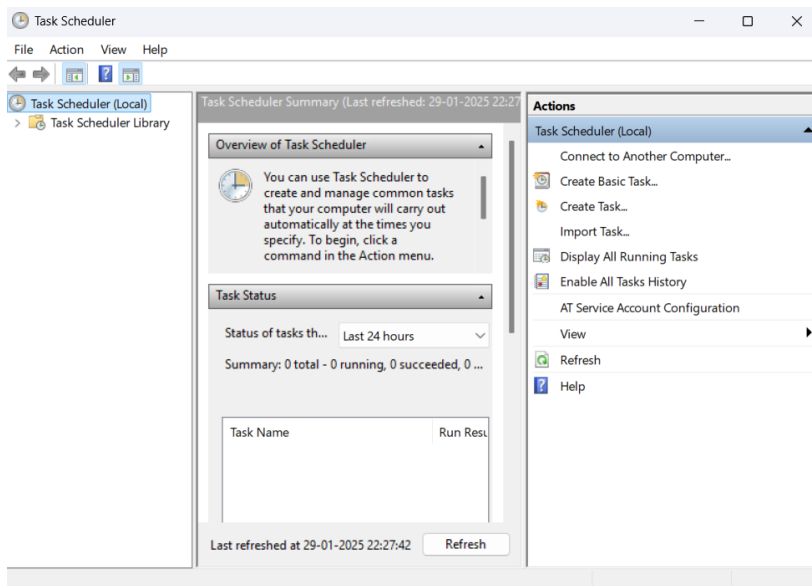 Task Scheduler
File Action View Help
Task Scheduler (Local)
Task Scheduler Library
Task Scheduler Summary (Last refreshed: 29-01-2025 22:27
Overview of Task Scheduler
You can use Task Scheduler to
create and manage common tasks
that your computer will carry out
automatically at the times you
specify. To begin, click a
command in the Action menu.
Task Status
Status of tasks th... Last 24 hours
Summary: 0 total - 0 running, 0 succeeded, 0 ...
Task Name Run Resu
Last refreshed at 29-01-2025 22:27:42 Refresh
Actions
Task Scheduler (Local)
Connect to Another Computer...
Create Basic Task...
Create Task...
Import Task...
Display All Running Tasks
Enable All Tasks History
AT Service Account Configuration
View
Refresh
Help